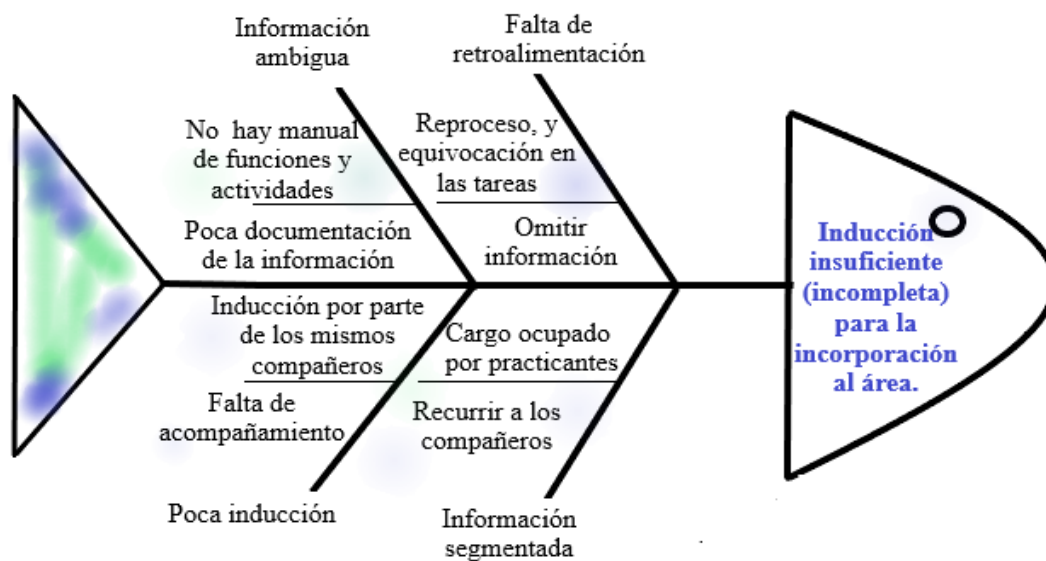 Información
ambigua
No hay manual
de funciones y
actividades
Poca documentación
de la información
Falta de
retroalimentación
Reproceso, y
equivocación en
las tareas
Omitir
información
Inducción por parte
de los mismos
compañeros
Falta de
acompañamiento
Poca inducción
Cargo ocupado
por practicantes
Recurrir a los
compañeros
Información
segmentada
Inducción
insuficiente
(incompleta)
para la
incorporación
al área.